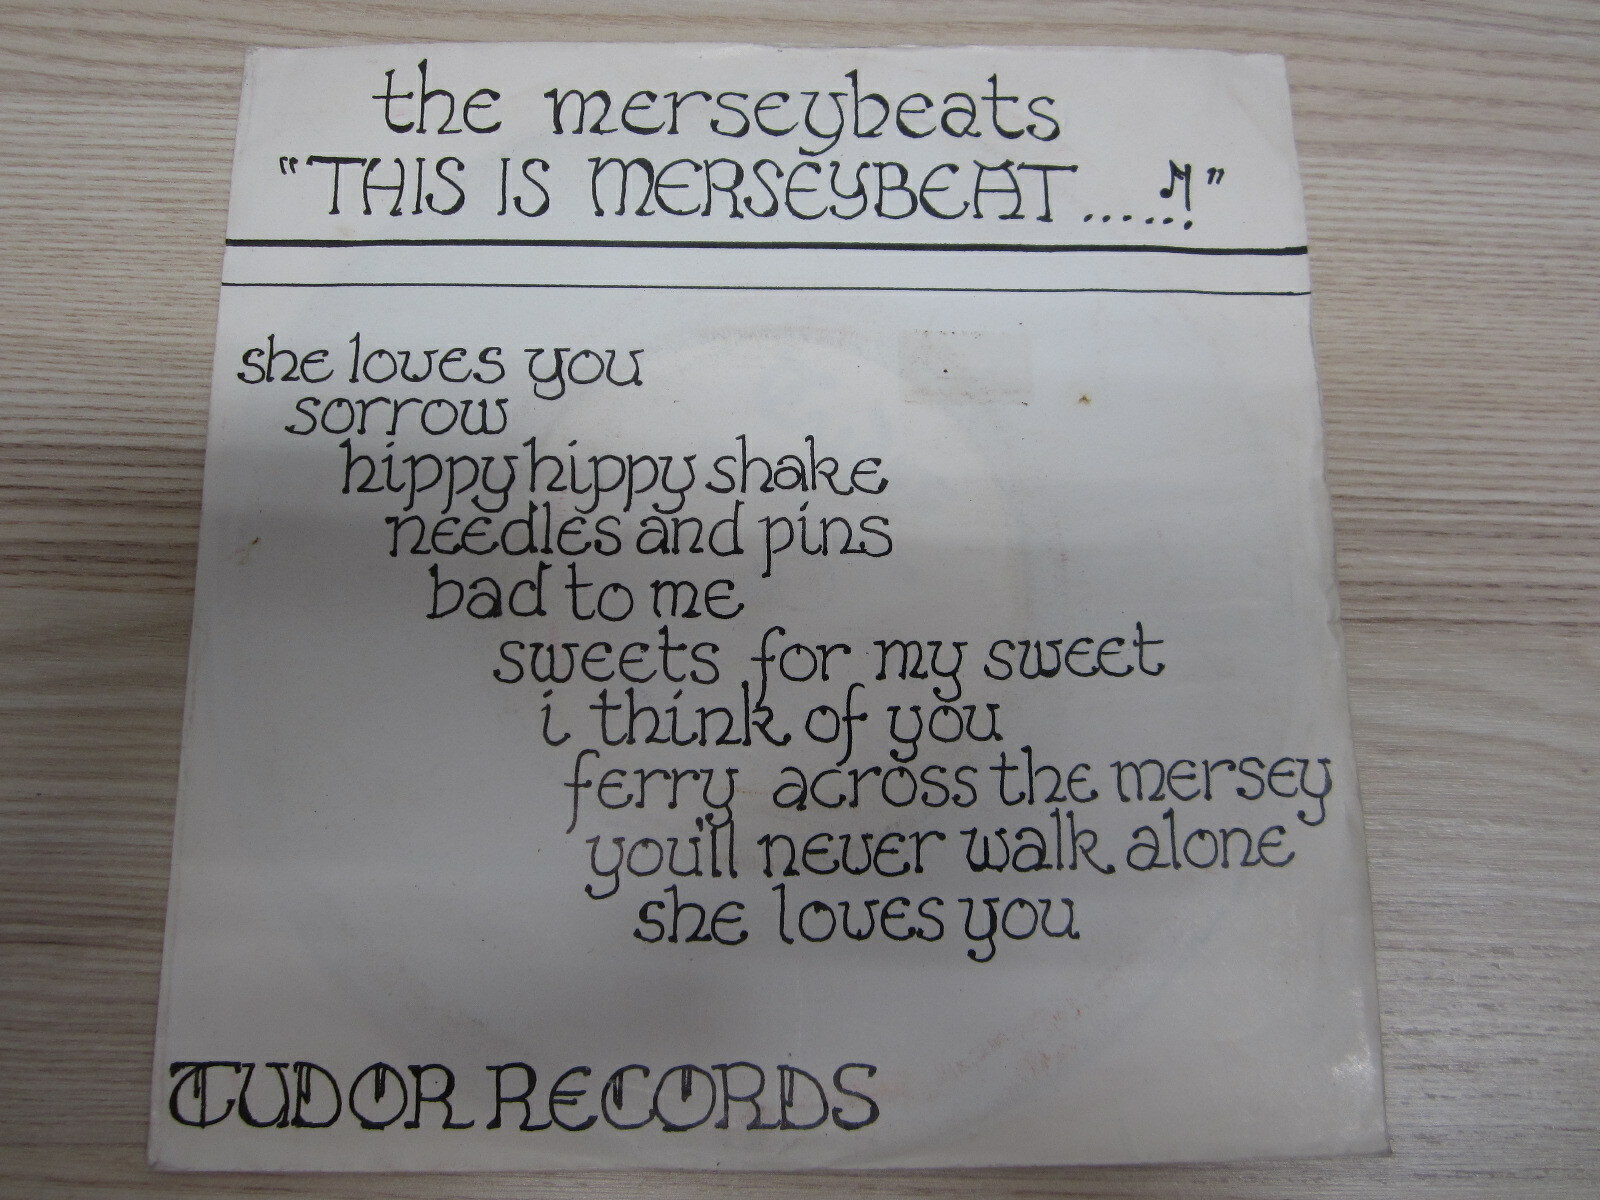 the merseybeats
"THIS IS MERSEYBEAT.....!"
she loves you
sorrow
hippy hippy shake
needles and pins
bad to me
sweets for my sweet
i think of you
ferry across the mersey
you'll never walk alone
she loves you
TUDOR RECORDS